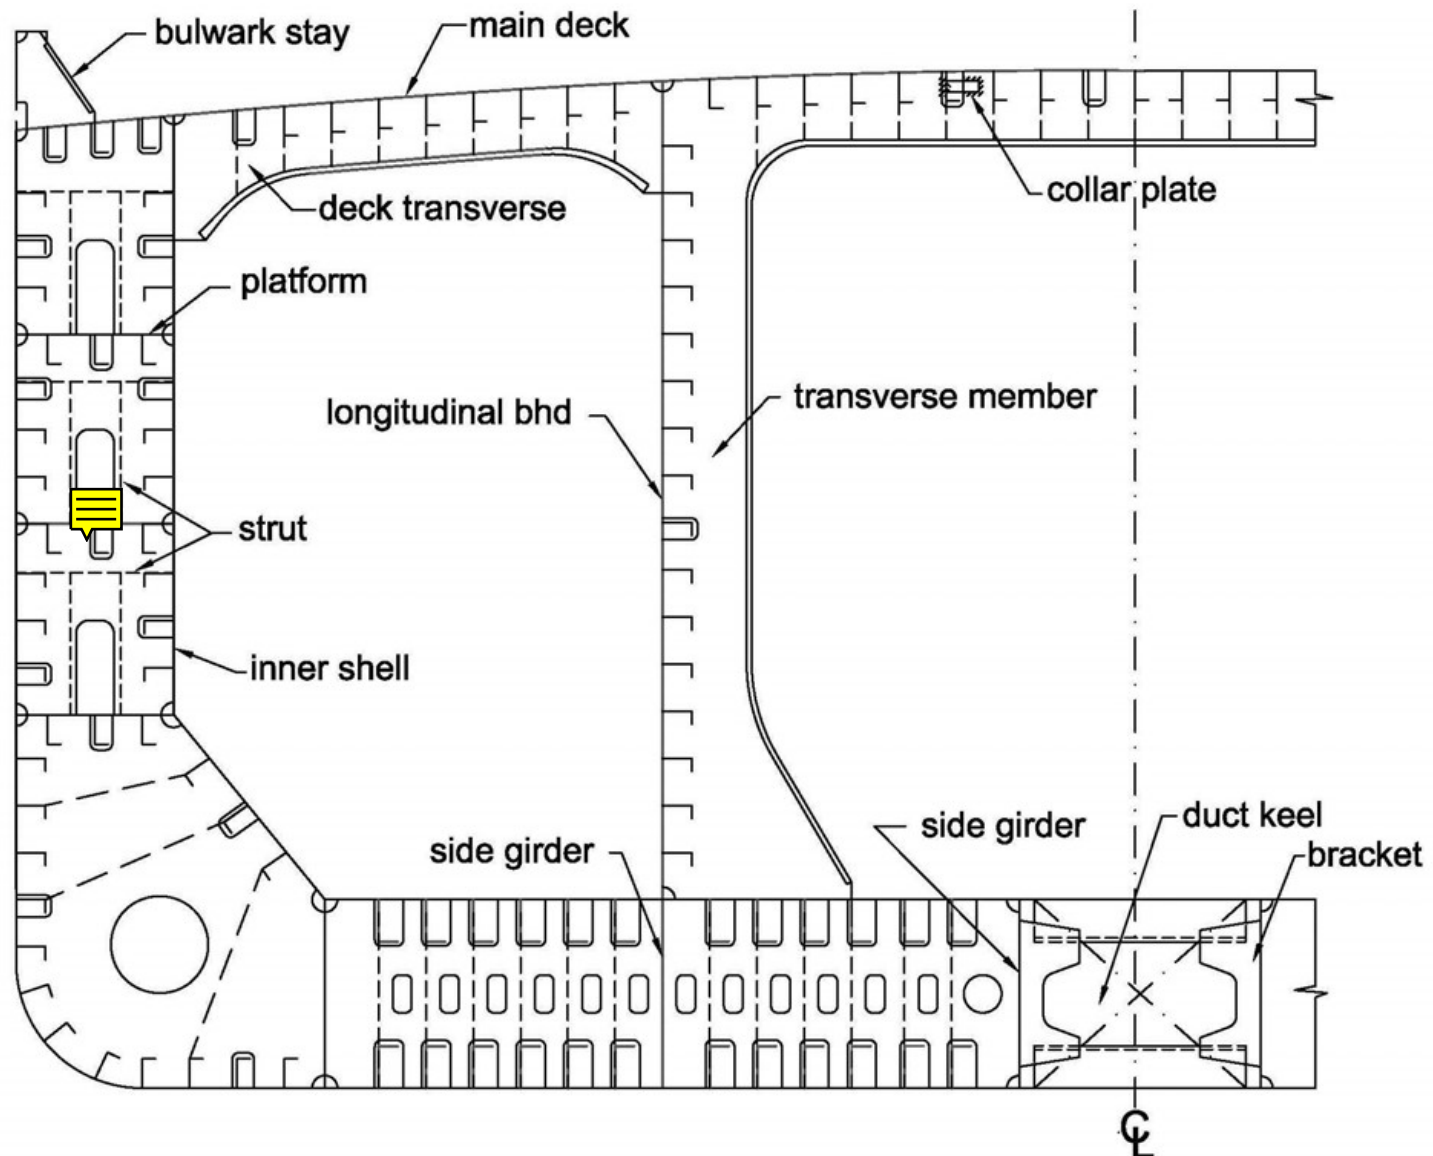 bulwark stay
main deck
collar plate
deck transverse
platform
longitudinal bhd
transverse member
strut
inner shell
side girder
side girder
duct keel
bracket
℄